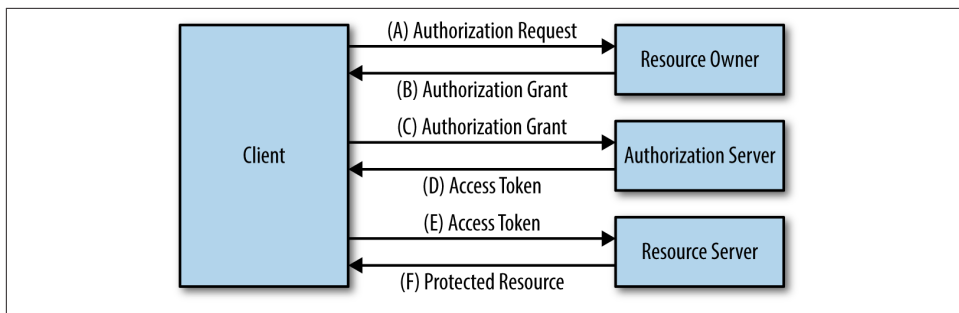 (A) Authorization Request
Resource Owner
(B) Authorization Grant
(C) Authorization Grant
Client
Authorization Server
(D) Access Token
(E) Access Token
Resource Server
(F) Protected Resource